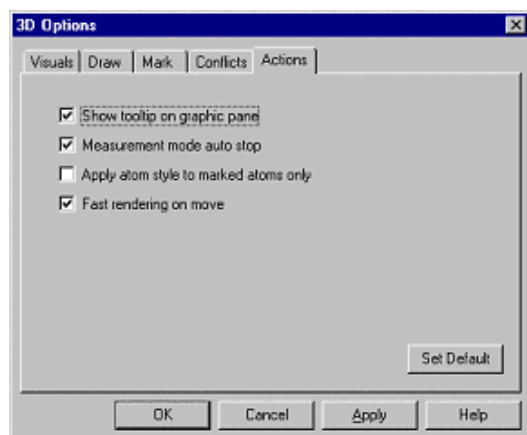 3D Options
Visuals Draw Mark Conflicts Actions
Show tooltip on graphic pane
Measurement mode auto stop
Apply atom style to marked atoms only
Fast rendering on move
Set Default
OK Cancel Apply Help